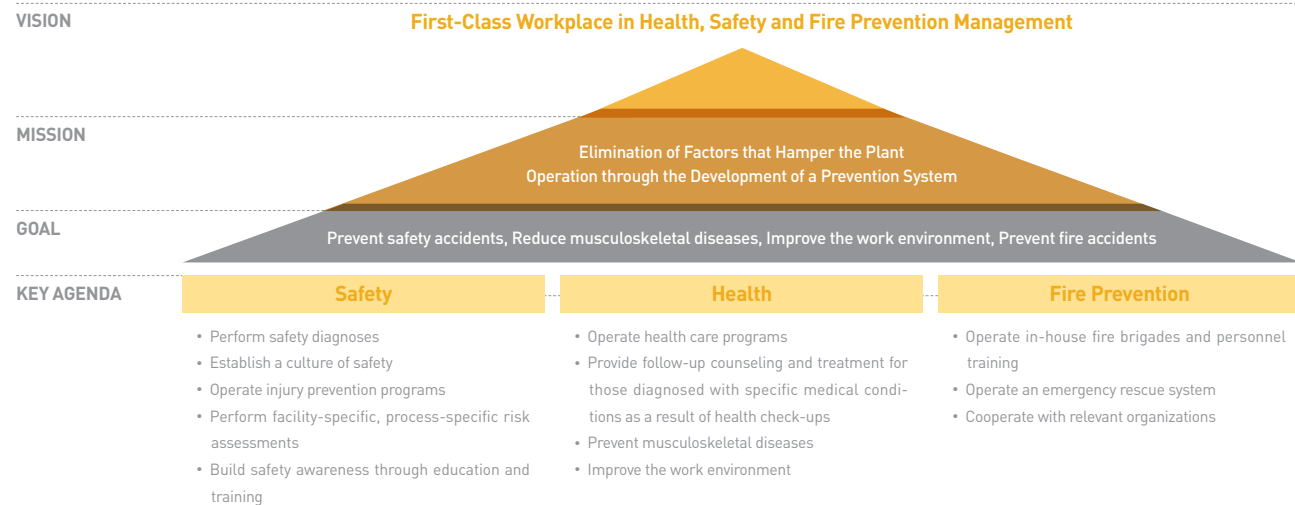 VISION
First-Class Workplace in Health, Safety and Fire Prevention Management
MISSION
Elimination of Factors that Hamper the Plant
Operation through the Development of a Prevention System
GOAL
Prevent safety accidents, Reduce musculoskeletal diseases, Improve the work environment, Prevent fire accidents
KEY AGENDA
Safety
• Perform safety diagnoses
• Establish a culture of safety
• Operate injury prevention programs
• Perform facility-specific, process-specific risk
assessments
• Build safety awareness through education and
training
Health
• Operate health care programs
• Provide follow-up counseling and treatment for
those diagnosed with specific medical condi-
tions as a result of health check-ups
• Prevent musculoskeletal diseases
• Improve the work environment
Fire Prevention
• Operate in-house fire brigades and personnel
training
• Operate an emergency rescue system
• Cooperate with relevant organizations